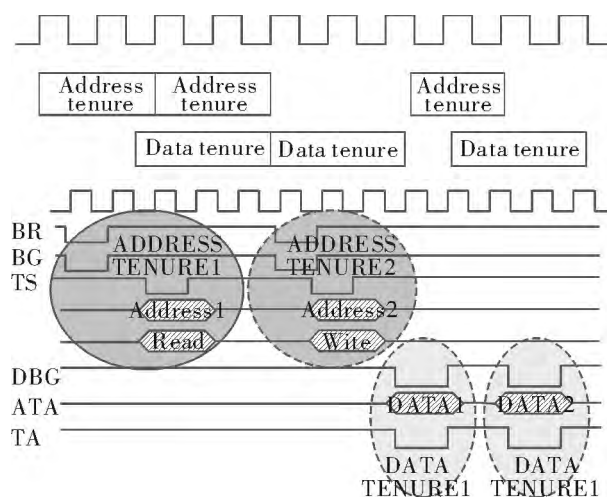 Address tenure
Address tenure
Address tenure
Data tenure
Data tenure
Data tenure
BR
BG
TS
ADDRESS
TENURE1
ADDRESS
TENURE2
Address1
Address2
Read
Wite
DBG
ATA
DATA1
DATA2
TA
DATA
TENURE1
DATA
TENURE1